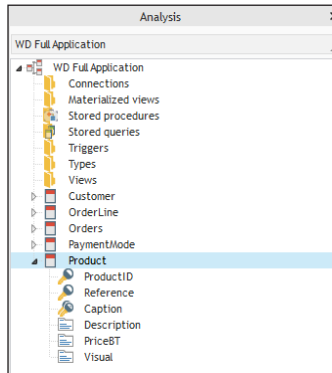 Analysis
WD Full Application
WD Full Application
Connections
Materialized views
Stored procedures
Stored queries
Triggers
Types
Views
Customer
OrderLine
Orders
PaymentMode
Product
ProductID
Reference
Caption
Description
PriceBT
Visual